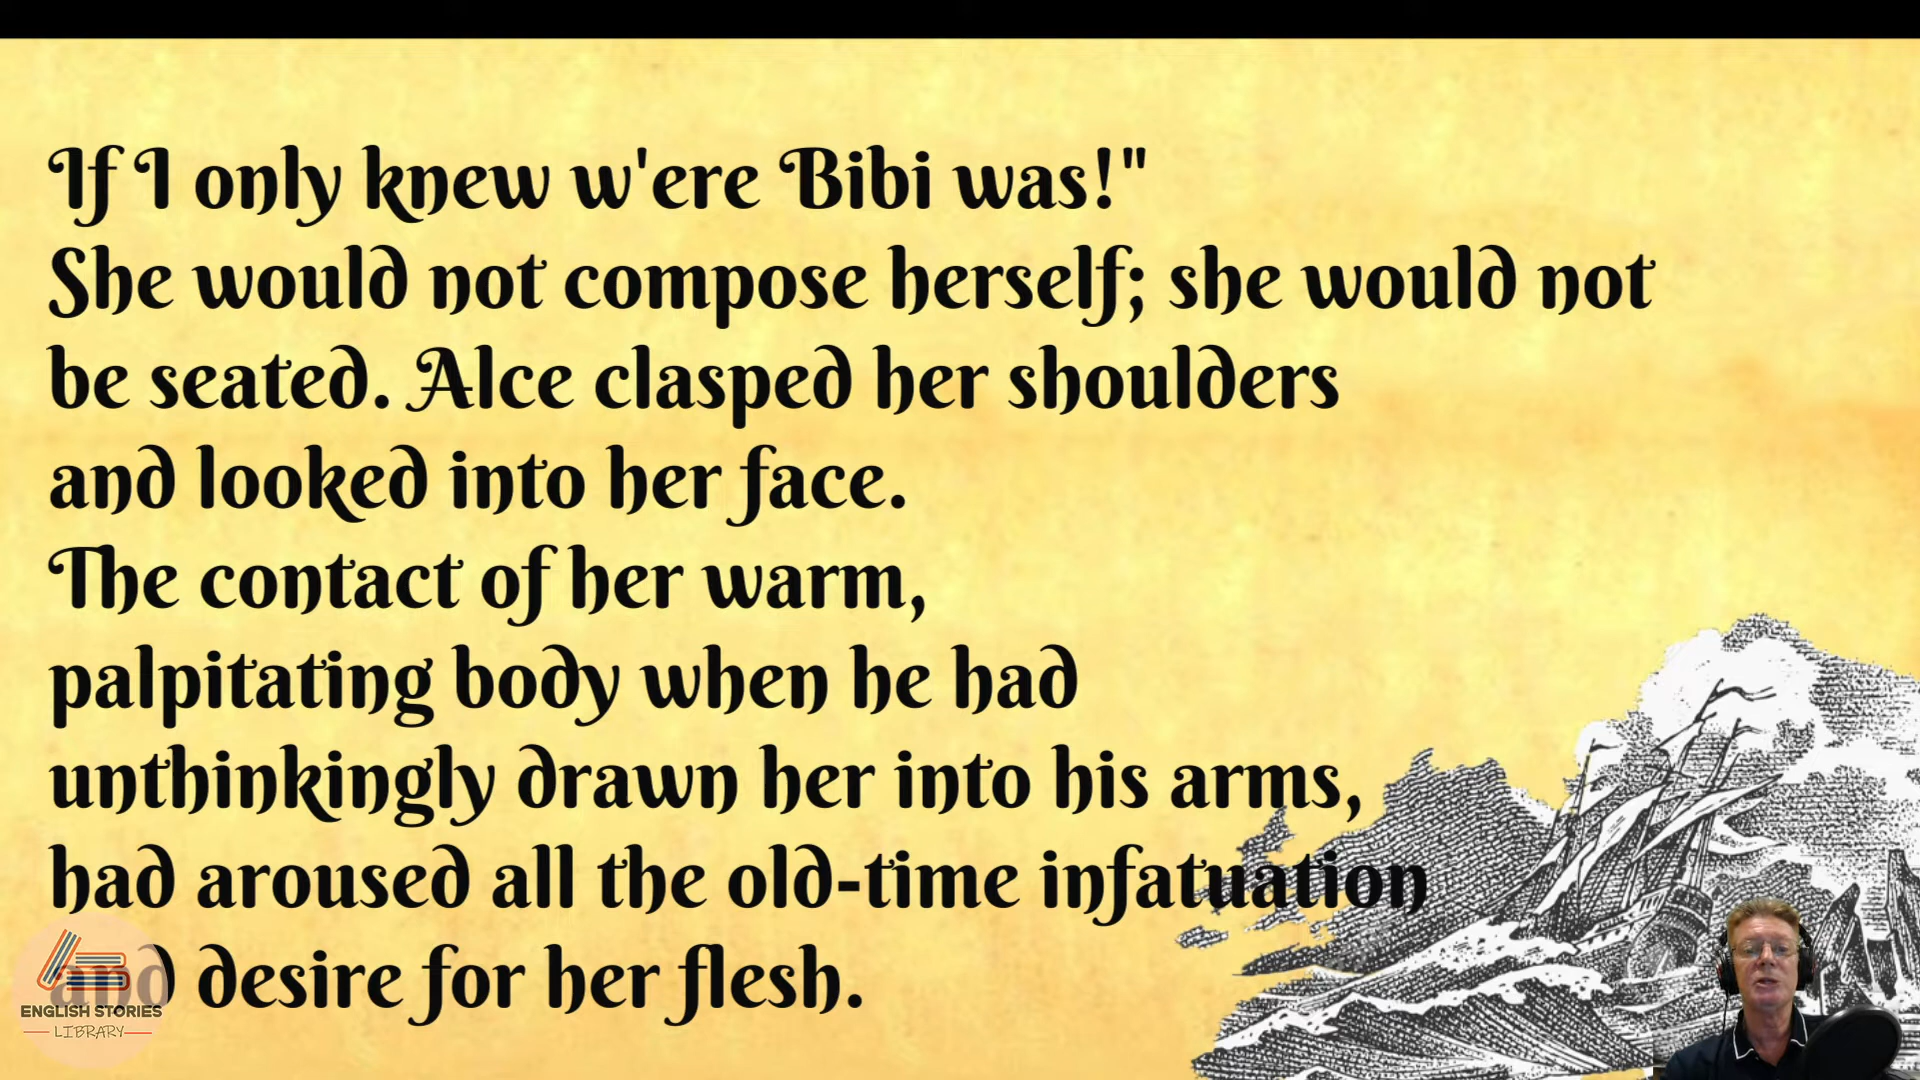 If I only knew w'ere Bibi was!"
She would not compose herself; she would not
be seated. Alce clasped her shoulders
and looked into her face.
The contact of her warm,
palpitating body when he had
unthinkingly drawn her into his arms,
had aroused all the old-time infatuation
and desire for her flesh.
ENGLISH STORIES
LIBRARY